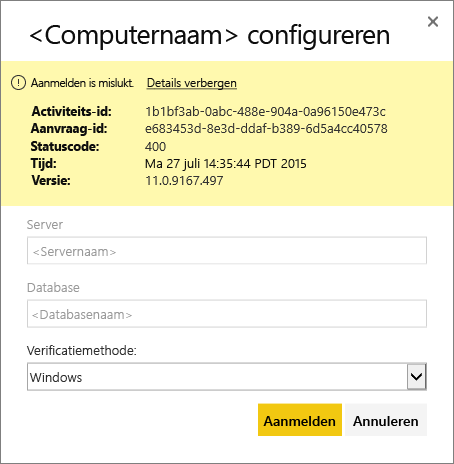 <Computernaam> configureren
Aanmelden is mislukt. Details verbergen
Activiteits-id: 1b1bf3ab-0abc-488e-904a-0a96150e473c
Aanvraag-id: e683453d-8e3d-ddaf-b389-6d5a4cc40578
Statuscode: 400
Tijd: Ma 27 juli 14:35:44 PDT 2015
Versie: 11.0.9167.497
Server
<Servernaam>
Database
<Databasenaam>
Verificatiemethode:
Windows
Aanmelden Annuleren